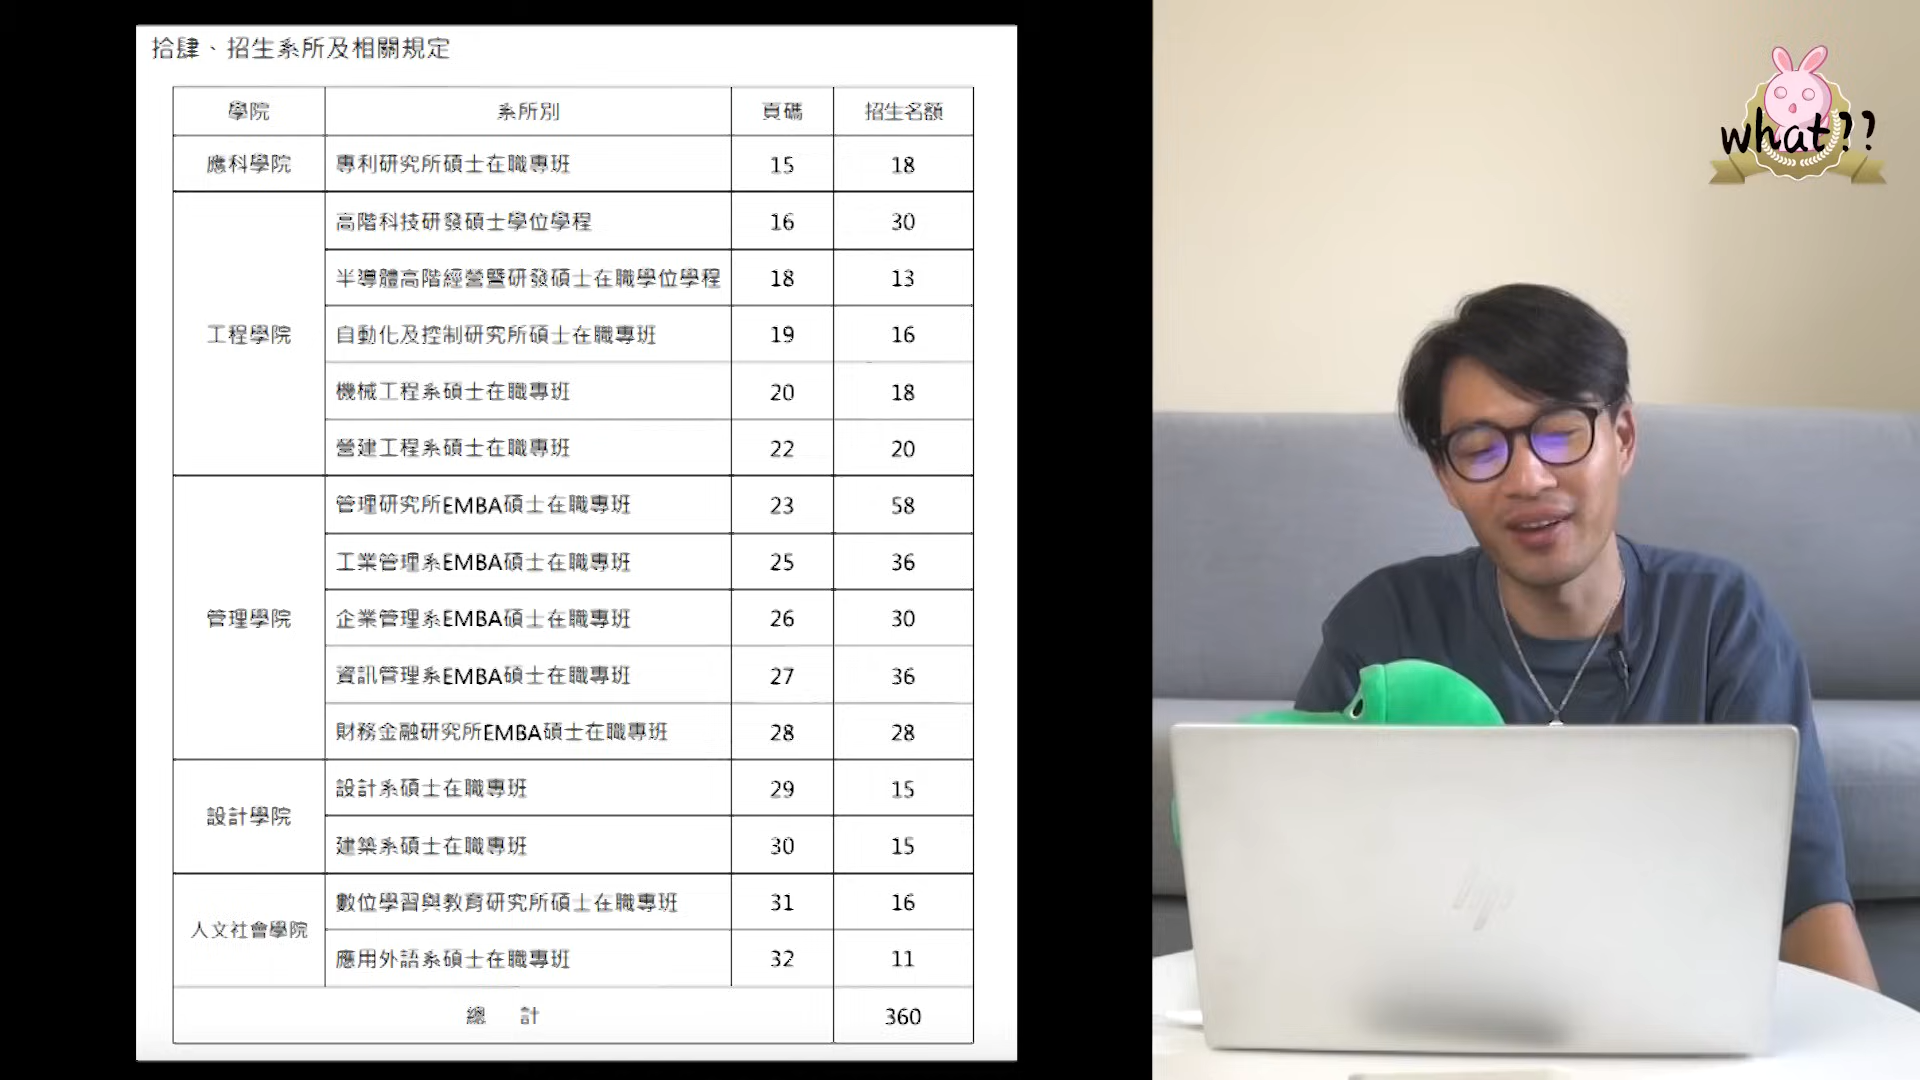 拾肆、招生系所及相關規定
學院 系所別 頁碼 招生名額
應科學院 專利研究所碩士在職專班 15 18
工程學院 高階科技研發碩士學位學程 16 30
半導體高階經營暨研發碩士在職學位學程 18 13
自動化及控制研究所碩士在職專班 19 16
機械工程系碩士在職專班 20 18
營建工程系碩士在職專班 22 20
管理學院 管理研究所EMBA碩士在職專班 23 58
工業管理系EMBA碩士在職專班 25 36
企業管理系EMBA碩士在職專班 26 30
資訊管理系EMBA碩士在職專班 27 36
財務金融研究所EMBA碩士在職專班 28 28
設計學院 設計系碩士在職專班 29 15
建築系碩士在職專班 30 15
人文社會學院 數位學習與教育研究所碩士在職專班 31 16
應用外語系碩士在職專班 32 11
總 計 360
what??
hp